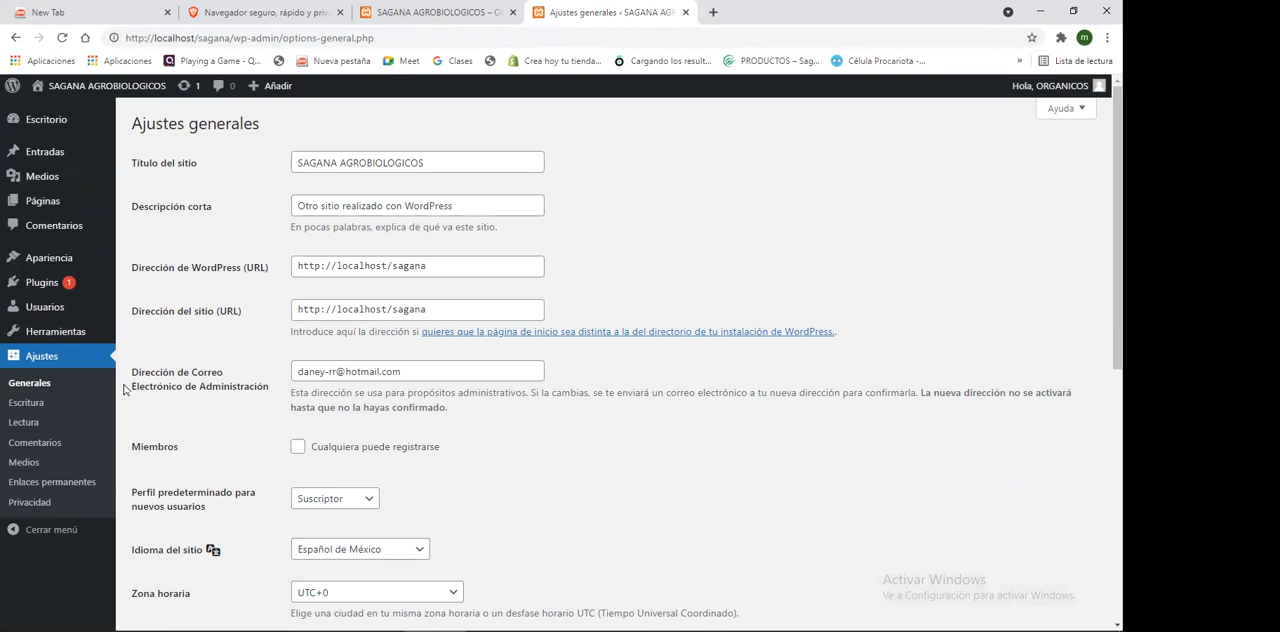 New Tab
Navegador seguro, rápido y priva
SAGANA AGROBIOLOGICOS – O
Ajustes generales ‹ SAGANA AGR
http://localhost/sagana/wp-admin/options-general.php
Aplicaciones
Aplicaciones
Playing a Game - Q...
Meet
Nueva pestaña
Clases
Crea hoy tu tienda...
Cargando los result...
PRODUCTOS – Sag...
Célula Procariota -...
»
Lista de lectura
SAGANA AGROBIOLOGICOS
1
0
Añadir
Hola, ORGANICOS
Ayuda
Escritorio
Entradas
Medios
Páginas
Comentarios
Apariencia
Plugins 1
Usuarios
Herramientas
Ajustes
Generales
Escritura
Lectura
Comentarios
Medios
Enlaces permanentes
Privacidad
Cerrar menú
Ajustes generales
Título del sitio
SAGANA AGROBIOLOGICOS
Descripción corta
Otro sitio realizado con WordPress
En pocas palabras, explica de qué va este sitio.
Dirección de WordPress (URL)
http://localhost/sagana
Dirección del sitio (URL)
http://localhost/sagana
Introduce aquí la dirección si quieres que la página de inicio sea distinta a la del directorio de tu instalación de WordPress..
Dirección de Correo
Electrónico de Administración
daney-rr@hotmail.com
Esta dirección se usa para propósitos administrativos. Si la cambias, se te enviará un correo electrónico a tu nueva dirección para confirmarla. La nueva dirección no se activará
hasta que no la hayas confirmado.
Miembros
Cualquiera puede registrarse
Perfil predeterminado para
nuevos usuarios
Suscriptor
Idioma del sitio
Español de México
Zona horaria
UTC+0
Elige una ciudad en tu misma zona horaria o un desfase horario UTC (Tiempo Universal Coordinado).
Activar Windows
Ve a Configuración para activar Windows.